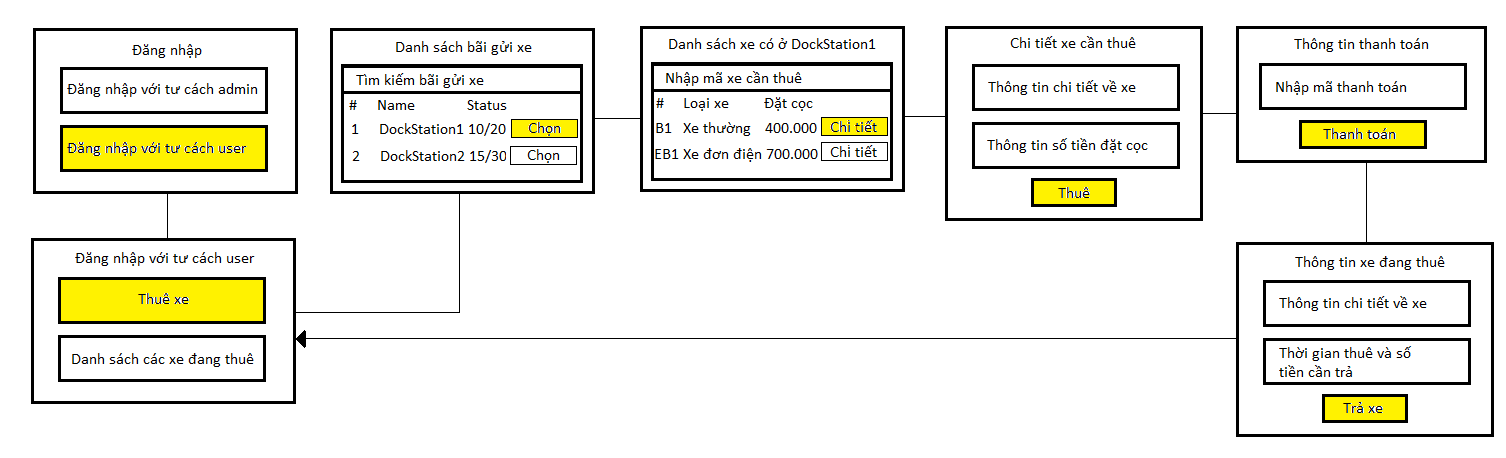 Đăng nhập
Đăng nhập với tư cách admin
Đăng nhập với tư cách user
Danh sách bãi gửi xe
Tìm kiếm bãi gửi xe
# Name Status
1 DockStation1 10/20 Chọn
2 DockStation2 15/30 Chọn
Danh sách xe có ở DockStation1
Nhập mã xe cần thuê
# Loại xe Đặt cọc
B1 Xe thường 400.000 Chi tiết
EB1 Xe đơn điện 700.000 Chi tiết
Chi tiết xe cần thuê
Thông tin chi tiết về xe
Thông tin số tiền đặt cọc
Thuê
Thông tin thanh toán
Nhập mã thanh toán
Thanh toán
Đăng nhập với tư cách user
Thuê xe
Danh sách các xe đang thuê
Thông tin xe đang thuê
Thông tin chi tiết về xe
Thời gian thuê và số
tiền cần trả
Trả xe